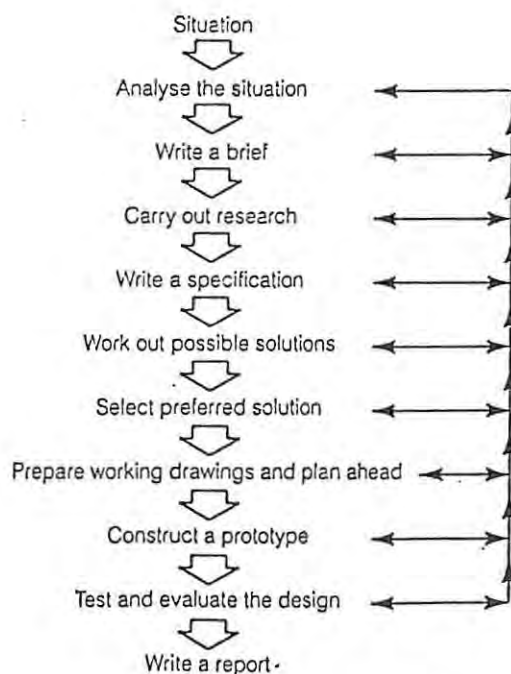 Situation
Analyse the situation
Write a brief
Carry out research
Write a specification
Work out possible solutions
Select preferred solution
Prepare working drawings and plan ahead
Construct a prototype
Test and evaluate the design
Write a report.